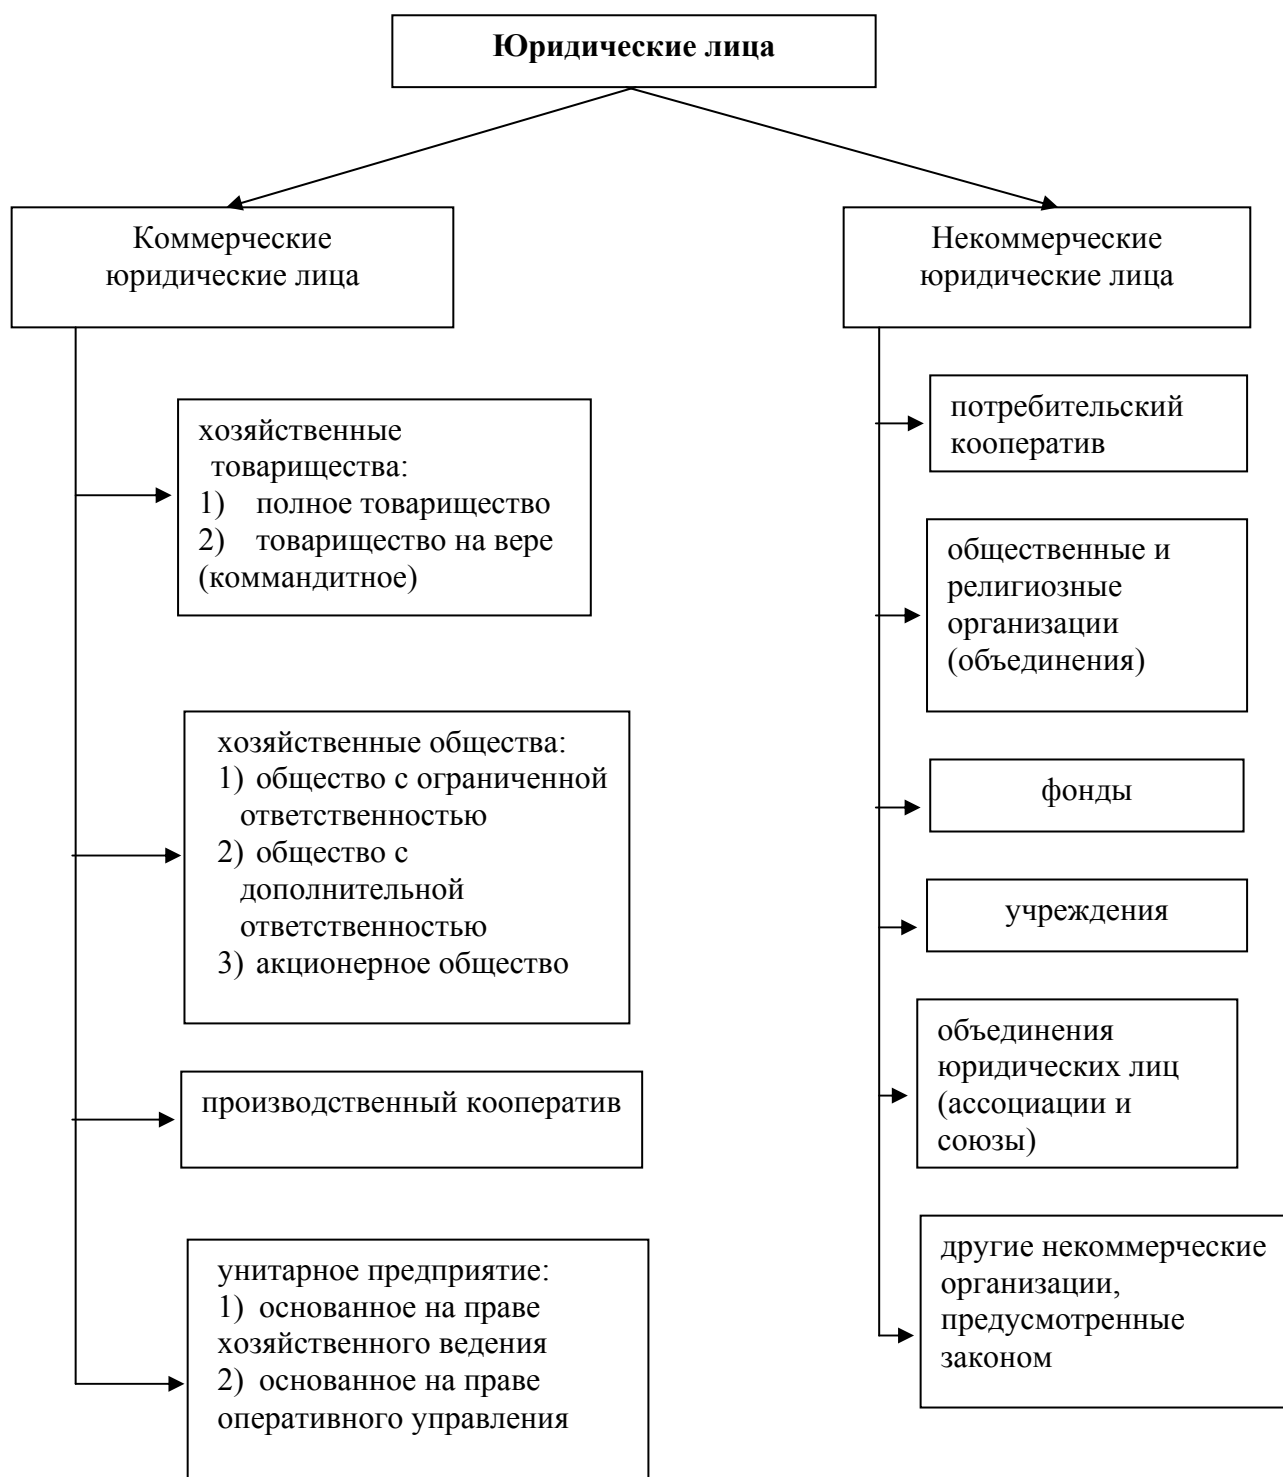 Юридические лица
Коммерческие
юридические лица
хозяйственные
товарищества:
1) полное товарищество
2) товарищество на вере
(коммандитное)
хозяйственные общества:
1) общество с ограниченной
ответственностью
2) общество с
дополнительной
ответственностью
3) акционерное общество
производственный кооператив
унитарное предприятие:
1) основанное на праве
хозяйственного ведения
2) основанное на праве
оперативного управления
Некоммерческие
юридические лица
потребительский
кооператив
общественные и
религиозные
организации
(объединения)
фонды
учреждения
объединения
юридических лиц
(ассоциации и
союзы)
другие некоммерческие
организации,
предусмотренные
законом